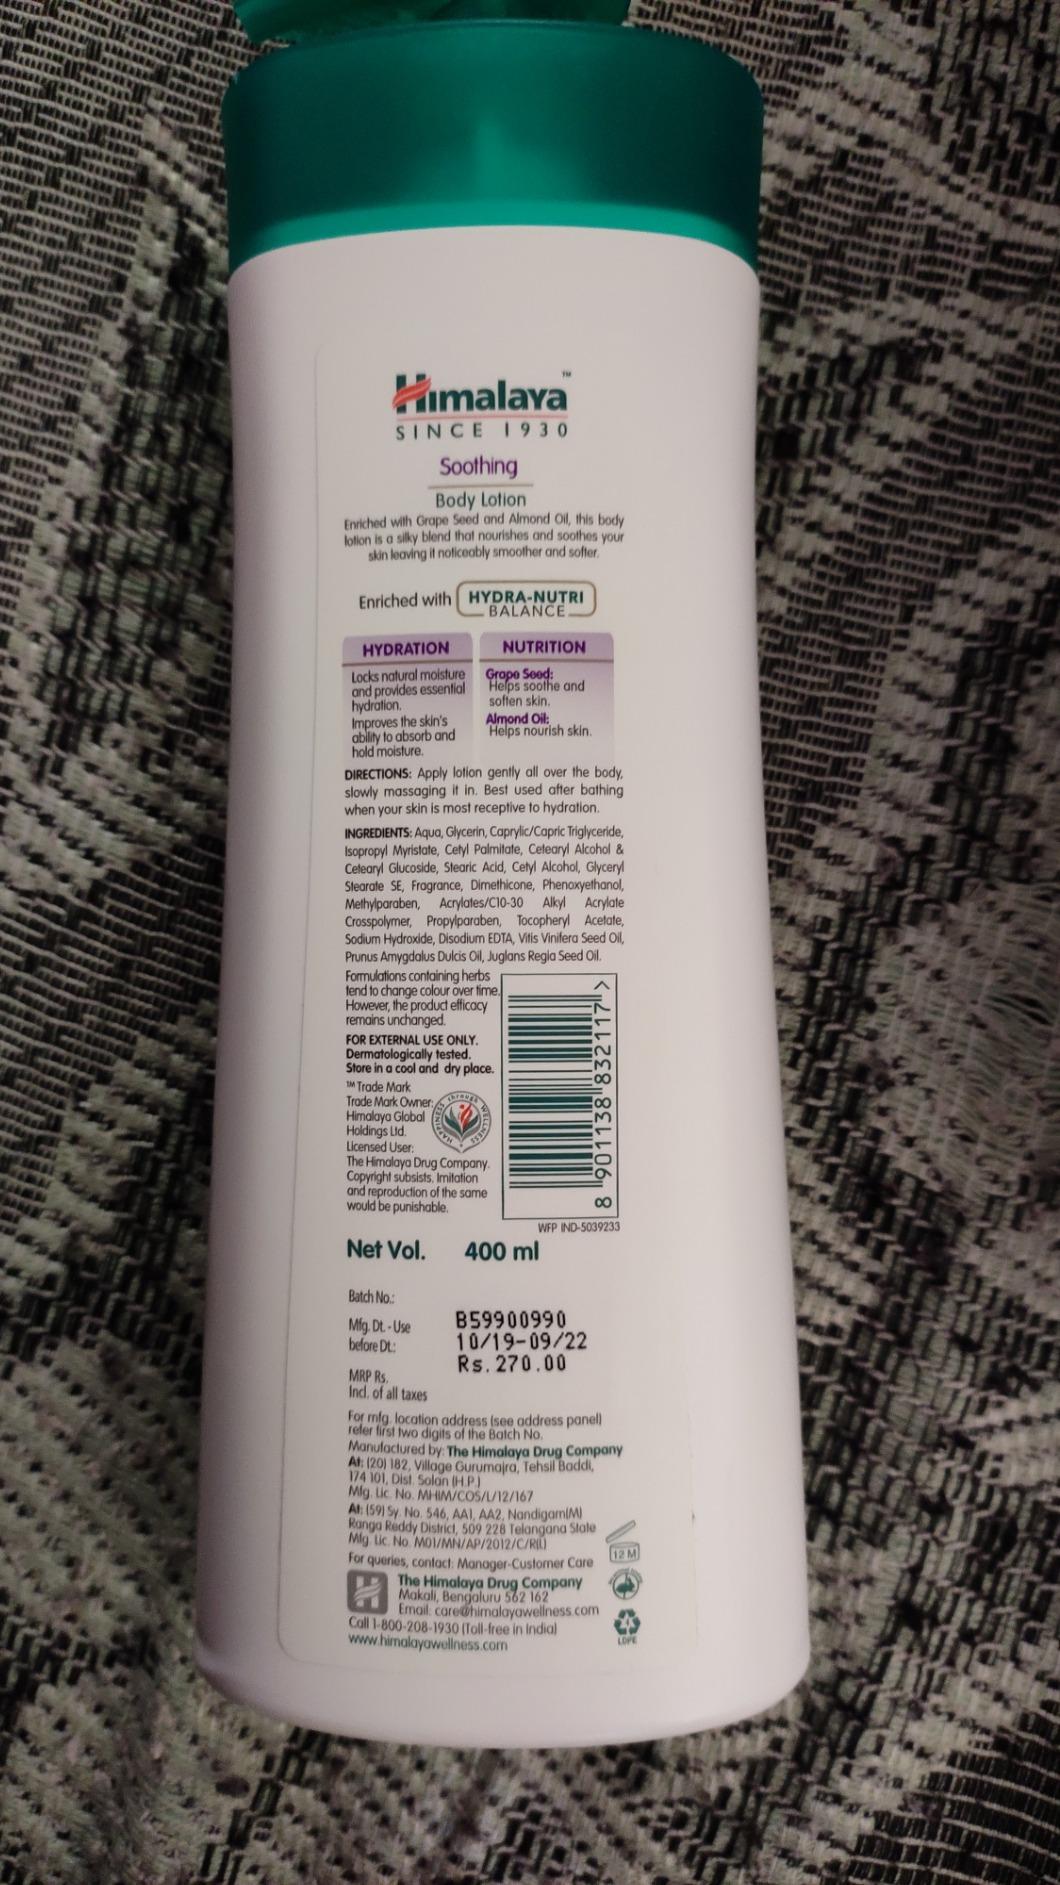 Himalaya™
SINCE 1930
Soothing
Body Lotion
Enriched with Grape Seed and Almond Oil, this body
lotion is a silky blend that nourishes and soothes your
skin leaving it noticeably smoother and softer.
Enriched with HYDRA-NUTRI
BALANCE
HYDRATION
Locks natural moisture
and provides essential
hydration.
Improves the skin's
ability to absorb and
hold moisture.
NUTRITION
Grape Seed:
Helps soothe and
soften skin.
Almond Oil:
Helps nourish skin.
DIRECTIONS: Apply lotion gently all over the body,
slowly massaging it in. Best used after bathing
when your skin is most receptive to hydration.
INGREDIENTS: Aqua, Glycerin, Caprylic/Capric Triglyceride,
Isopropyl Myristate, Cetyl Palmitate, Cetearyl Alcohol &
Cetearyl Glucoside, Stearic Acid, Cetyl Alcohol, Glyceryl
Stearate SE, Fragrance, Dimethicone, Phenoxyethanol,
Methylparaben, Acrylates/C10-30 Alkyl Acrylate
Crosspolymer, Propylparaben, Tocopheryl Acetate,
Sodium Hydroxide, Disodium EDTA, Vitis Vinifera Seed Oil,
Prunus Amygdalus Dulcis Oil, Juglans Regia Seed Oil.
Formulations containing herbs
tend to change colour over time.
However, the product efficacy
remains unchanged.
FOR EXTERNAL USE ONLY.
Dermatologically tested.
Store in a cool and dry place.
™ Trade Mark
Trade Mark Owner:
Himalaya Global
Holdings Ltd.
Licensed User:
The Himalaya Drug Company.
Copyright subsists. Imitation
and reproduction of the same
would be punishable.
HAPPINESS through WELLNESS
8 901138 832117 >
WFP IND-5039233
Net Vol. 400 ml
Batch No.:
B59900990
Mfg. Dt. - Use
before Dt.:
10/19-09/22
Rs.270.00
MRP Rs.
Incl. of all taxes
For mfg. location address (see address panel)
refer first two digits of the Batch No.
Manufactured by: The Himalaya Drug Company
At: (20) 182, Village Gurumajra, Tehsil Baddi,
174 101, Dist. Solan (H.P.)
Mfg. Lic. No. MHIM/COS/L/12/167
At: (59) Sy. No. 546, AA1, AA2, Nandigam(M)
Ranga Reddy District, 509 228 Telangana State
Mfg. Lic. No. M01/MN/AP/2012/C/R(L)
For queries, contact: Manager-Customer Care
The Himalaya Drug Company
Makali, Bengaluru 562 162
Email: care@himalayawellness.com
Call 1-800-208-1930 (Toll-free in India)
www.himalayawellness.com
12 M
LDPE